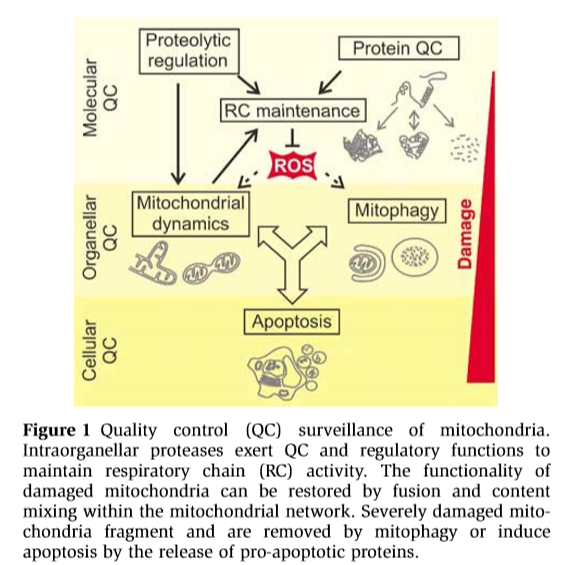 Proteolytic
regulation
Protein QC
Molecular
QC
RC maintenance
ROS
Mitochondrial
dynamics
Mitophagy
Organellar
QC
Damage
Apoptosis
Cellular
QC
Figure 1 Quality control (QC) surveillance of mitochondria.
Intraorganellar proteases exert QC and regulatory functions to
maintain respiratory chain (RC) activity. The functionality of
damaged mitochondria can be restored by fusion and content
mixing within the mitochondrial network. Severely damaged mito-
chondria fragment and are removed by mitophagy or induce
apoptosis by the release of pro-apoptotic proteins.